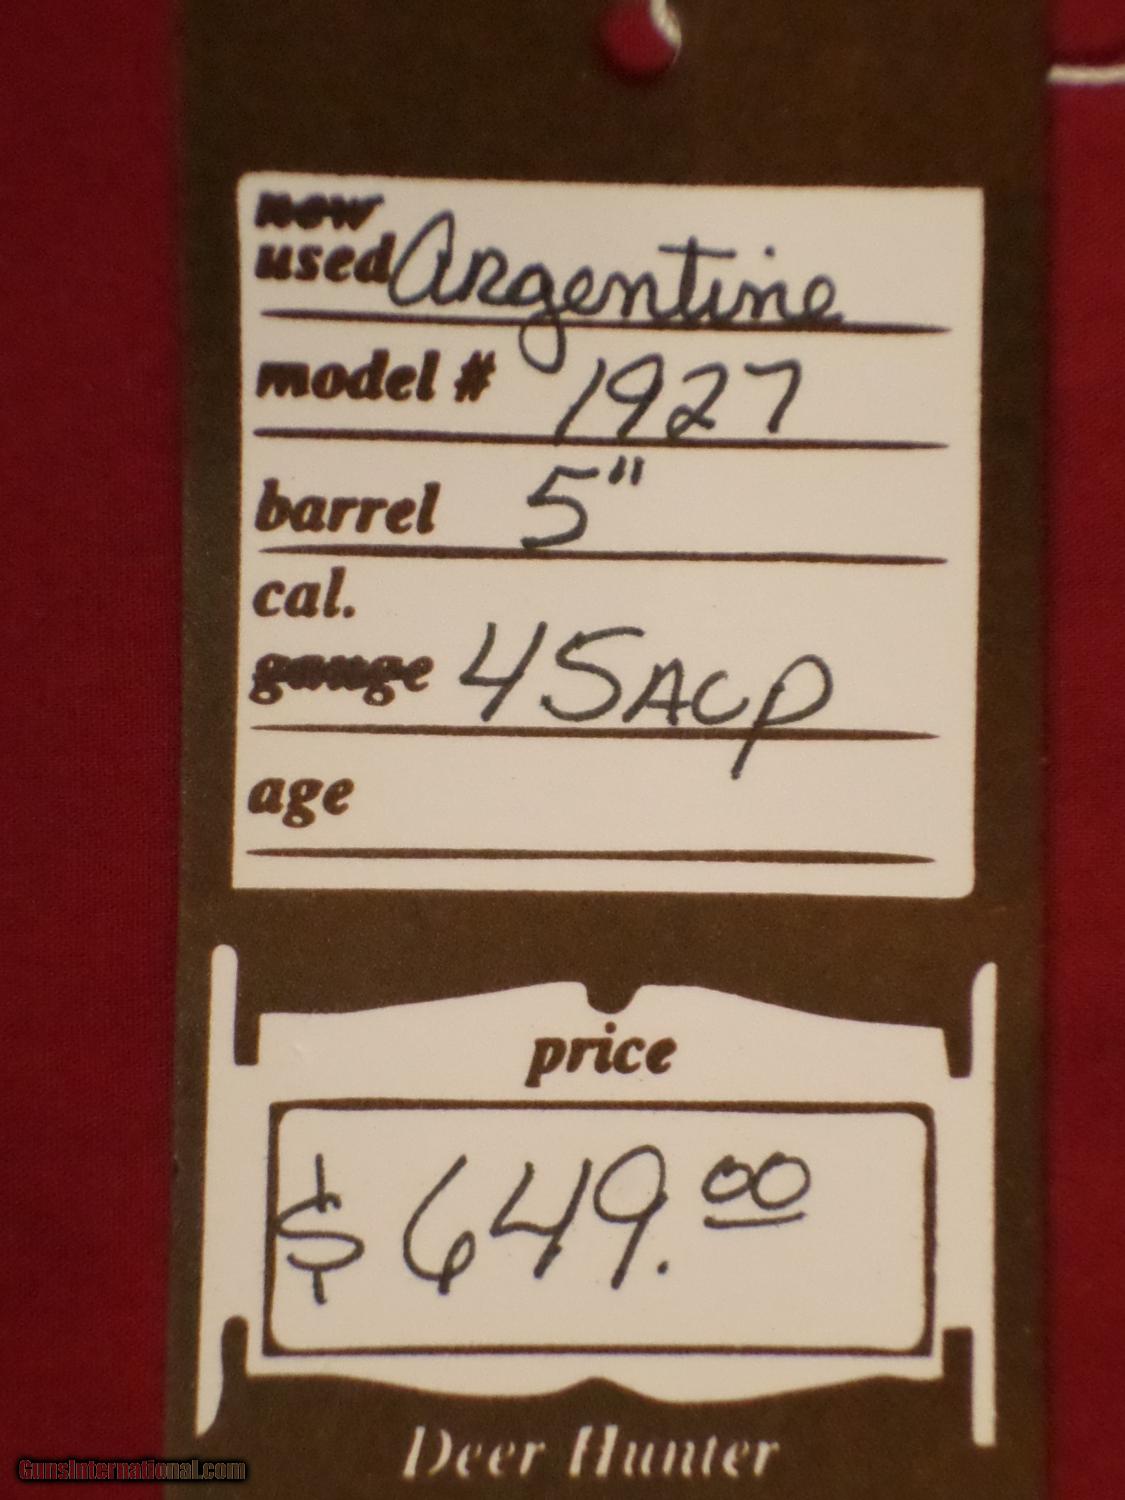 new
used Argentine
model # 1927
barrel 5"
cal.
gauge 45ACP
age
price
$ 649.00
Deer Hunter
GunsInternational.com